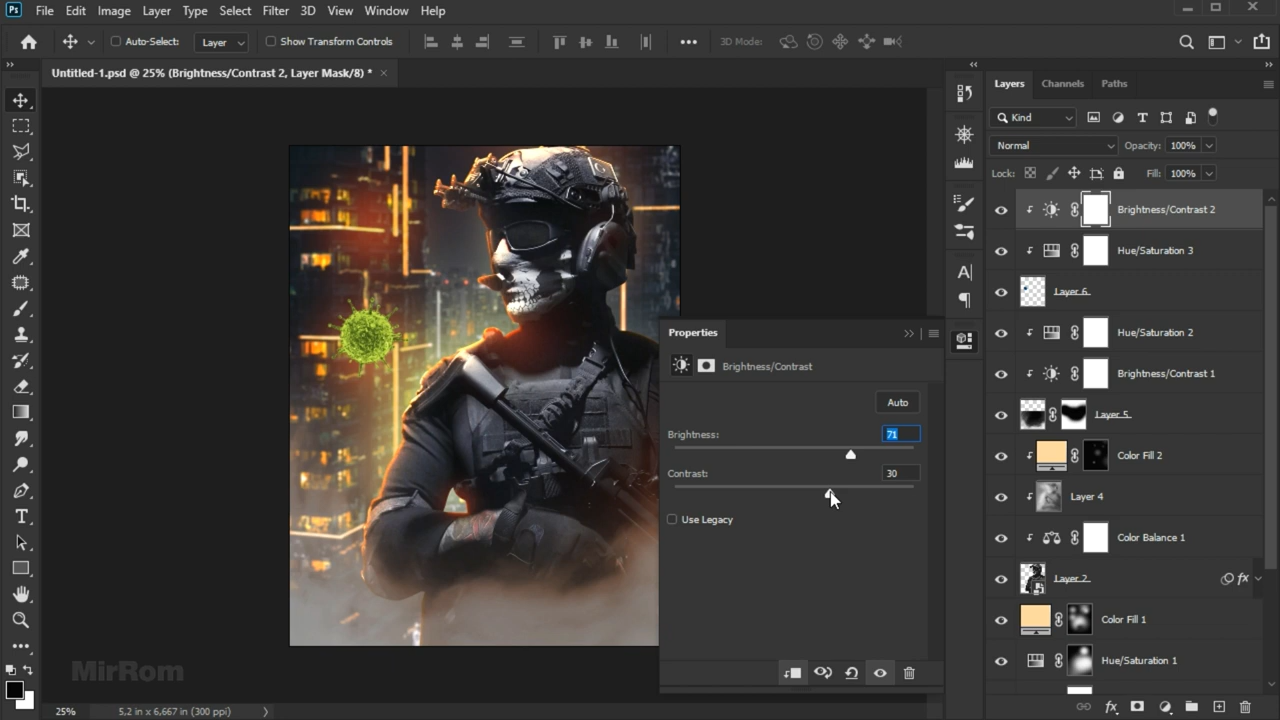 Ps File Edit Image Layer Type Select Filter 3D View Window Help
Auto-Select: Layer Show Transform Controls 3D Mode:
Untitled-1.psd @ 25% (Brightness/Contrast 2, Layer Mask/8) *
Layers Channels Paths
Kind
Normal Opacity: 100%
Lock: Fill: 100%
Brightness/Contrast 2
Hue/Saturation 3
Layer 6
Hue/Saturation 2
Brightness/Contrast 1
Layer 5
Color Fill 2
Layer 4
Color Balance 1
Layer 2 fx
Color Fill 1
Hue/Saturation 1
fx
Properties
Brightness/Contrast
Auto
Brightness: 71
Contrast: 30
Use Legacy
MirRom
25% 5,2 in x 6,667 in (300 ppi)